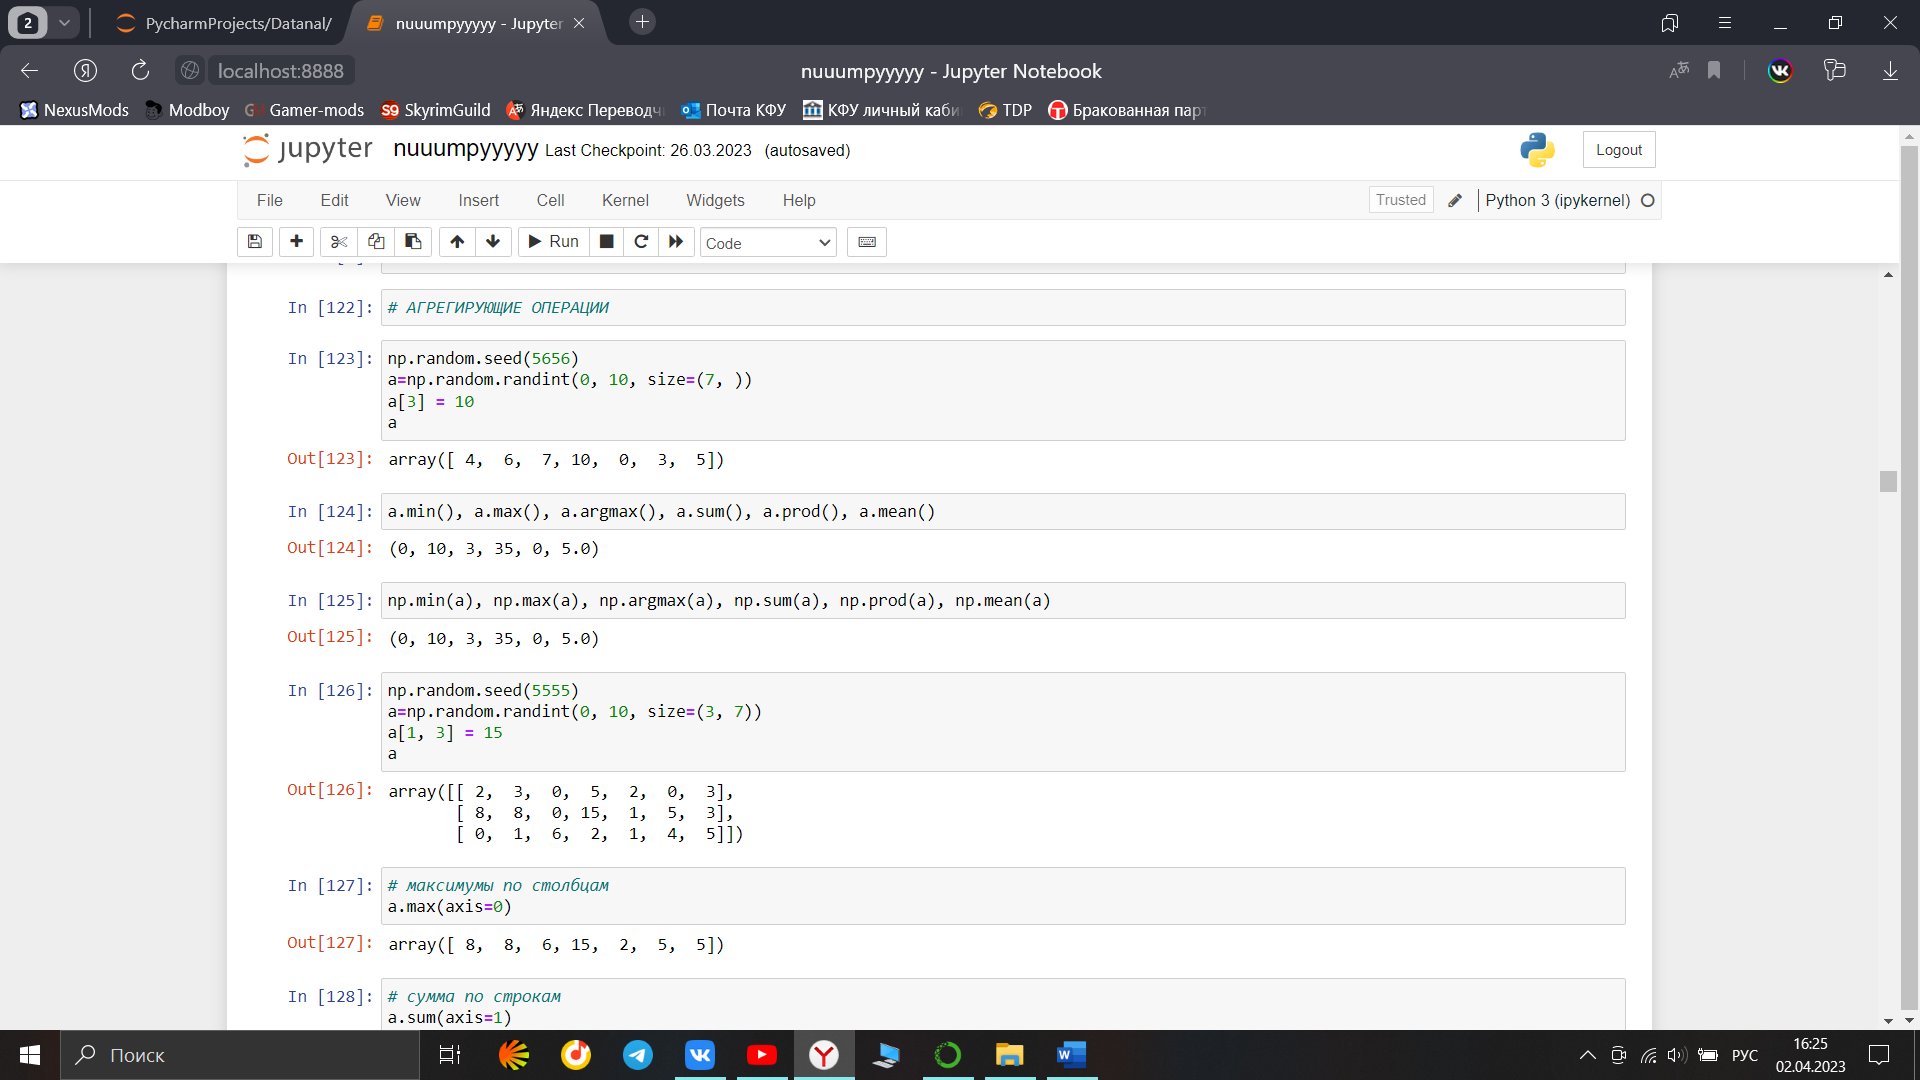 2
PycharmProjects/Datanal/
nuuumpyyyyy - Jupyter
localhost:8888
nuuumpyyyyy - Jupyter Notebook
NexusMods
Modboy
Gamer-mods
S9 SkyrimGuild
Яндекс Переводч
Почта КФУ
КФУ личный каби
TDP
Бракованная пар
jupyter
nuuumpyyyyy Last Checkpoint: 26.03.2023 (autosaved)
Logout
File Edit View Insert Cell Kernel Widgets Help
Trusted
Python 3 (ipykernel)
Run
Code
In [122]: # АГРЕГИРУЮЩИЕ ОПЕРАЦИИ
In [123]: np.random.seed(5656)
a=np.random.randint(0, 10, size=(7, ))
a[3] = 10
a
Out[123]: array([ 4,  6,  7, 10,  0,  3,  5])
In [124]: a.min(), a.max(), a.argmax(), a.sum(), a.prod(), a.mean()
Out[124]: (0, 10, 3, 35, 0, 5.0)
In [125]: np.min(a), np.max(a), np.argmax(a), np.sum(a), np.prod(a), np.mean(a)
Out[125]: (0, 10, 3, 35, 0, 5.0)
In [126]: np.random.seed(5555)
a=np.random.randint(0, 10, size=(3, 7))
a[1, 3] = 15
a
Out[126]: array([[ 2,  3,  0,  5,  2,  0,  3],
[ 8,  8,  0, 15,  1,  5,  3],
[ 0,  1,  6,  2,  1,  4,  5]])
In [127]: # максимумы по столбцам
a.max(axis=0)
Out[127]: array([ 8,  8,  6, 15,  2,  5,  5])
In [128]: # сумма по строкам
a.sum(axis=1)
Поиск
РУС
16:25
02.04.2023